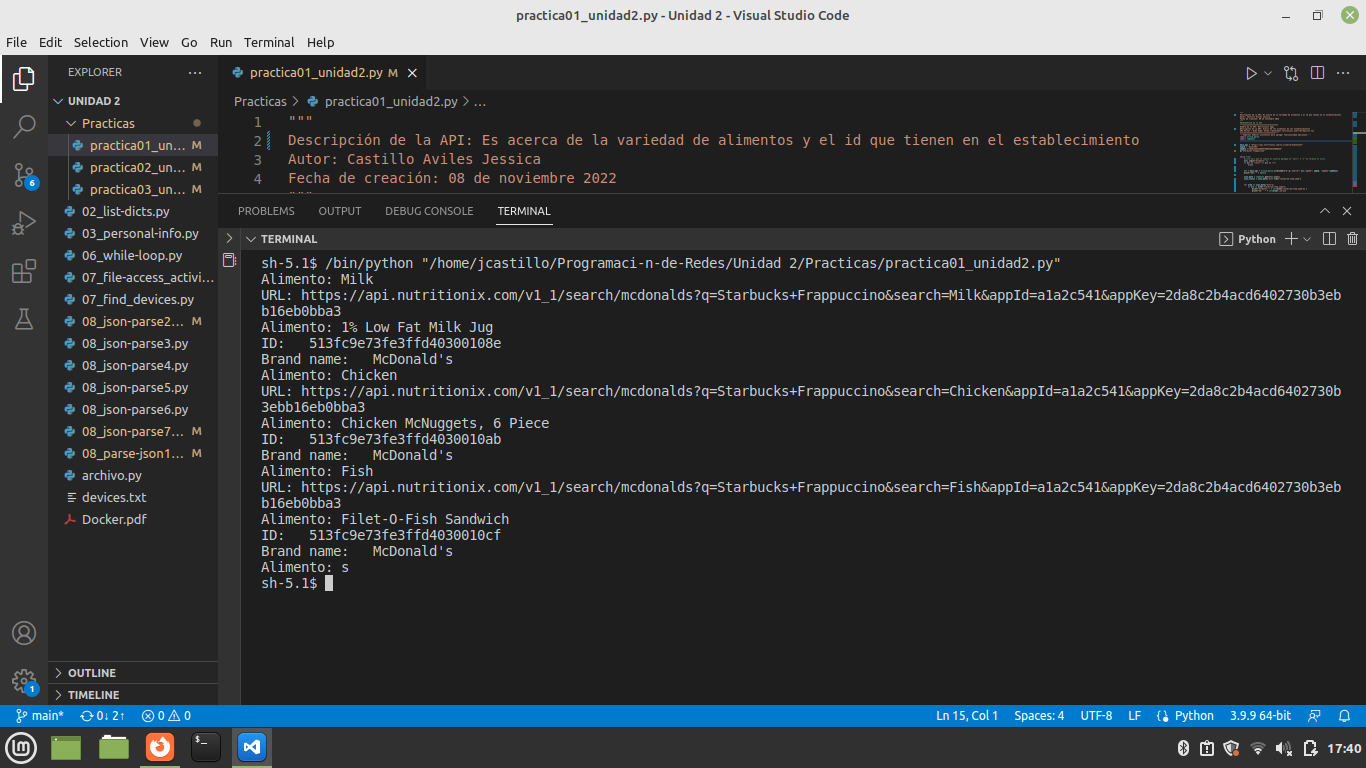 practica01_unidad2.py - Unidad 2 - Visual Studio Code
File Edit Selection View Go Run Terminal Help
EXPLORER
UNIDAD 2
Practicas
practica01_un... M
practica02_un... M
practica03_un... M
02_list-dicts.py
03_personal-info.py
06_while-loop.py
07_file-access_activi...
07_find_devices.py
08_json-parse2... M
08_json-parse3.py
08_json-parse4.py
08_json-parse5.py
08_json-parse6.py
08_json-parse7... M
08_parse-json1... M
archivo.py
devices.txt
Docker.pdf
OUTLINE
TIMELINE
6
1
practica01_unidad2.py M
Practicas > practica01_unidad2.py > ...
1 """
2 Descripción de la API: Es acerca de la variedad de alimentos y el id que tienen en el establecimiento
3 Autor: Castillo Aviles Jessica
4 Fecha de creación: 08 de noviembre 2022
PROBLEMS OUTPUT DEBUG CONSOLE TERMINAL
TERMINAL
Python
sh-5.1$ /bin/python "/home/jcastillo/Programaci-n-de-Redes/Unidad 2/Practicas/practica01_unidad2.py"
Alimento: Milk
URL: https://api.nutritionix.com/v1_1/search/mcdonalds?q=Starbucks+Frappuccino&search=Milk&appId=a1a2c541&appKey=2da8c2b4acd6402730b3eb
b16eb0bba3
Alimento: 1% Low Fat Milk Jug
ID: 513fc9e73fe3ffd40300108e
Brand name: McDonald's
Alimento: Chicken
URL: https://api.nutritionix.com/v1_1/search/mcdonalds?q=Starbucks+Frappuccino&search=Chicken&appId=a1a2c541&appKey=2da8c2b4acd6402730b
3ebb16eb0bba3
Alimento: Chicken McNuggets, 6 Piece
ID: 513fc9e73fe3ffd4030010ab
Brand name: McDonald's
Alimento: Fish
URL: https://api.nutritionix.com/v1_1/search/mcdonalds?q=Starbucks+Frappuccino&search=Fish&appId=a1a2c541&appKey=2da8c2b4acd6402730b3eb
b16eb0bba3
Alimento: Filet-O-Fish Sandwich
ID: 513fc9e73fe3ffd4030010cf
Brand name: McDonald's
Alimento: s
sh-5.1$
main* 0↓ 2↑ 0 0 Ln 15, Col 1 Spaces: 4 UTF-8 LF Python 3.9.9 64-bit
17:40